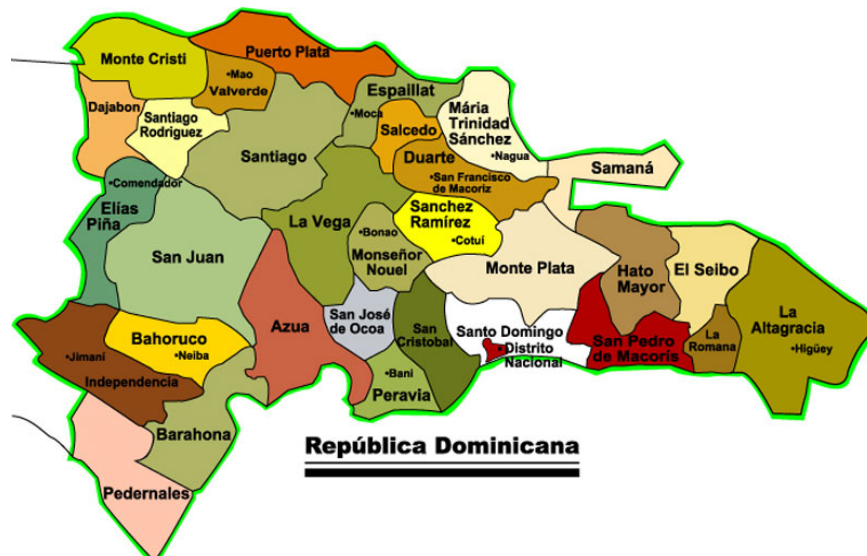 Puerto Plata
Monte Cristi
•Mao
Valverde
Espaillat
•Moca
Dajabon
Santiago
Rodriguez
Salcedo
Mária
Trinidad
Sánchez
•Nagua
Santiago
Duarte
•San Francisco
de Macoriz
Samaná
•Comendador
Elías
Piña
La Vega
Sanchez
Ramírez
•Cotuí
San Juan
•Bonao
Monseñor
Nouel
Monte Plata
Hato
Mayor
El Seibo
La
Altagracia
•Higüey
Azua
San José
de Ocoa
San
Cristobal
Santo Domingo
•Distrito
Nacional
San Pedro
de Macorís
La
Romana
Bahoruco
•Neiba
•Jimaní
Independencia
•Bani
Peravia
Barahona
Pedernales
República Dominicana